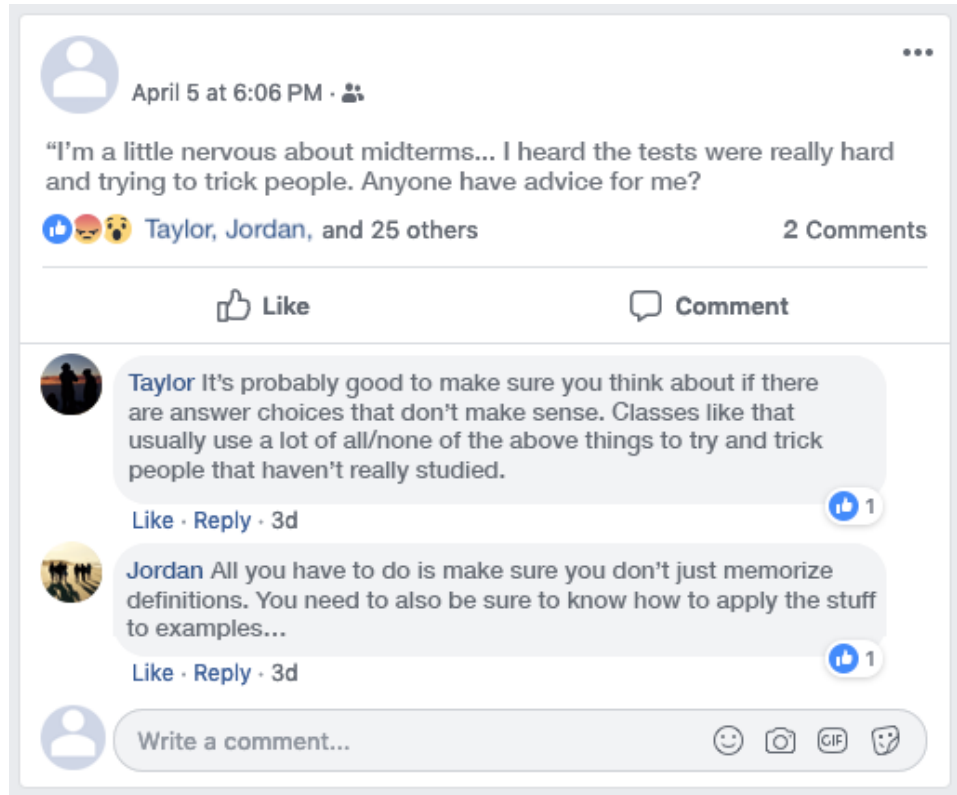 April 5 at 6:06 PM ·
“I’m a little nervous about midterms... I heard the tests were really hard
and trying to trick people. Anyone have advice for me?
Taylor, Jordan, and 25 others 2 Comments
Like Comment
Taylor It’s probably good to make sure you think about if there
are answer choices that don’t make sense. Classes like that
usually use a lot of all/none of the above things to try and trick
people that haven’t really studied.
1
Like · Reply · 3d
Jordan All you have to do is make sure you don’t just memorize
definitions. You need to also be sure to know how to apply the stuff
to examples...
1
Like · Reply · 3d
Write a comment... GIF